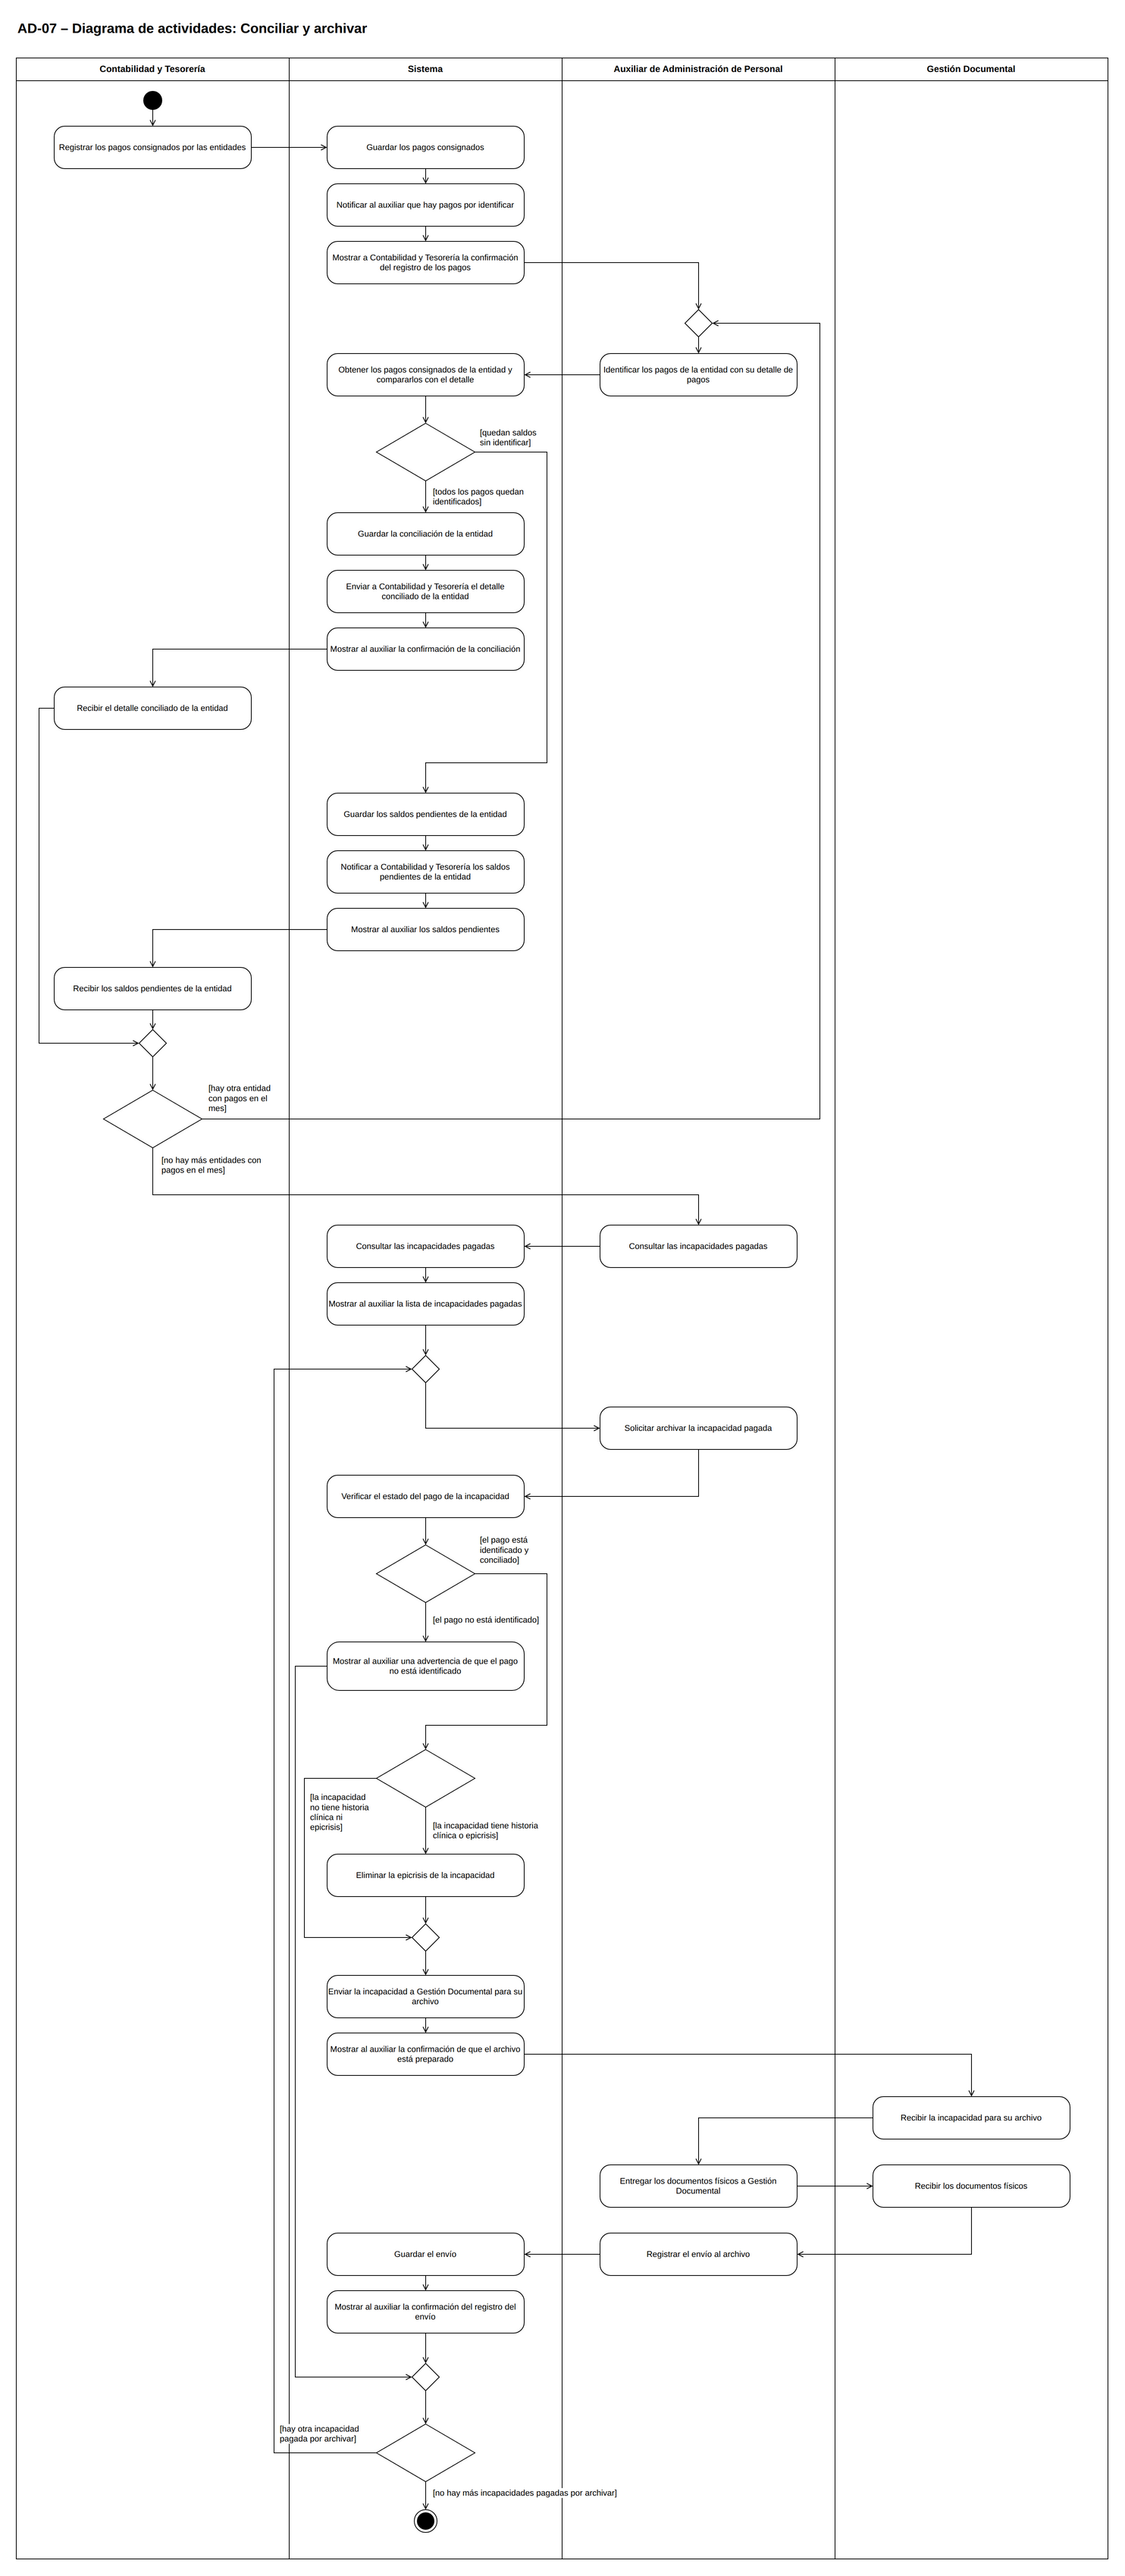 AD-07 – Diagrama de actividades: Conciliar y archivar
Contabilidad y Tesorería
Sistema
Auxiliar de Administración de Personal
Gestión Documental
Registrar los pagos consignados por las entidades
Guardar los pagos consignados
Notificar al auxiliar que hay pagos por identificar
Mostrar a Contabilidad y Tesorería la confirmación
del registro de los pagos
Obtener los pagos consignados de la entidad y
compararlos con el detalle
Identificar los pagos de la entidad con su detalle de
pagos
[quedan saldos
sin identificar]
[todos los pagos quedan
identificados]
Guardar la conciliación de la entidad
Enviar a Contabilidad y Tesorería el detalle
conciliado de la entidad
Mostrar al auxiliar la confirmación de la conciliación
Recibir el detalle conciliado de la entidad
Guardar los saldos pendientes de la entidad
Notificar a Contabilidad y Tesorería los saldos
pendientes de la entidad
Mostrar al auxiliar los saldos pendientes
Recibir los saldos pendientes de la entidad
[hay otra entidad
con pagos en el
mes]
[no hay más entidades con
pagos en el mes]
Consultar las incapacidades pagadas
Consultar las incapacidades pagadas
Mostrar al auxiliar la lista de incapacidades pagadas
Solicitar archivar la incapacidad pagada
Verificar el estado del pago de la incapacidad
[el pago está
identificado y
conciliado]
[el pago no está identificado]
Mostrar al auxiliar una advertencia de que el pago
no está identificado
[la incapacidad
no tiene historia
clínica ni
epicrisis]
[la incapacidad tiene historia
clínica o epicrisis]
Eliminar la epicrisis de la incapacidad
Enviar la incapacidad a Gestión Documental para su
archivo
Mostrar al auxiliar la confirmación de que el archivo
está preparado
Recibir la incapacidad para su archivo
Entregar los documentos físicos a Gestión
Documental
Recibir los documentos físicos
Guardar el envío
Registrar el envío al archivo
Mostrar al auxiliar la confirmación del registro del
envío
[hay otra incapacidad
pagada por archivar]
[no hay más incapacidades pagadas por archivar]